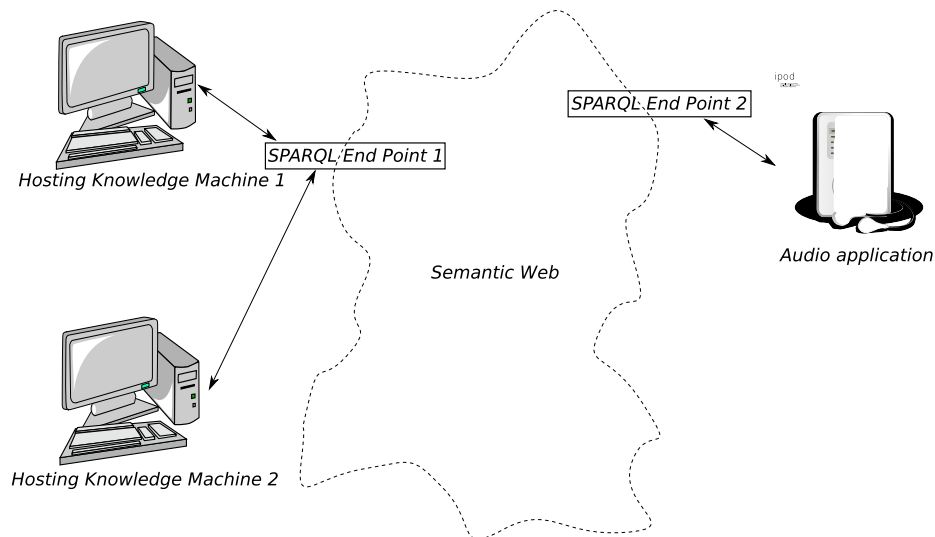 ipod
SPARQL End Point 2
SPARQL End Point 1
Hosting Knowledge Machine 1
Audio application
Semantic Web
Hosting Knowledge Machine 2